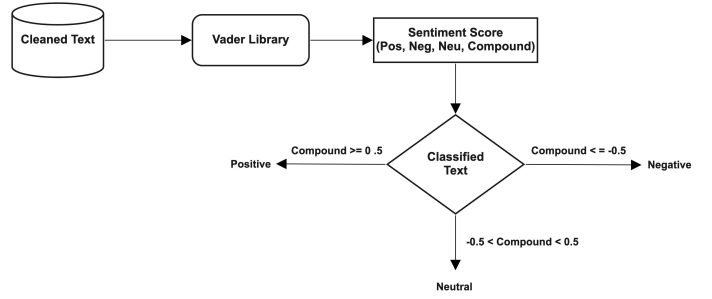 Cleaned Text
Vader Library
Sentiment Score
(Pos, Neg, Neu, Compound)
Compound >= 0 .5
Compound < = -0.5
Positive
Classified
Text
Negative
-0.5 < Compound < 0.5
Neutral